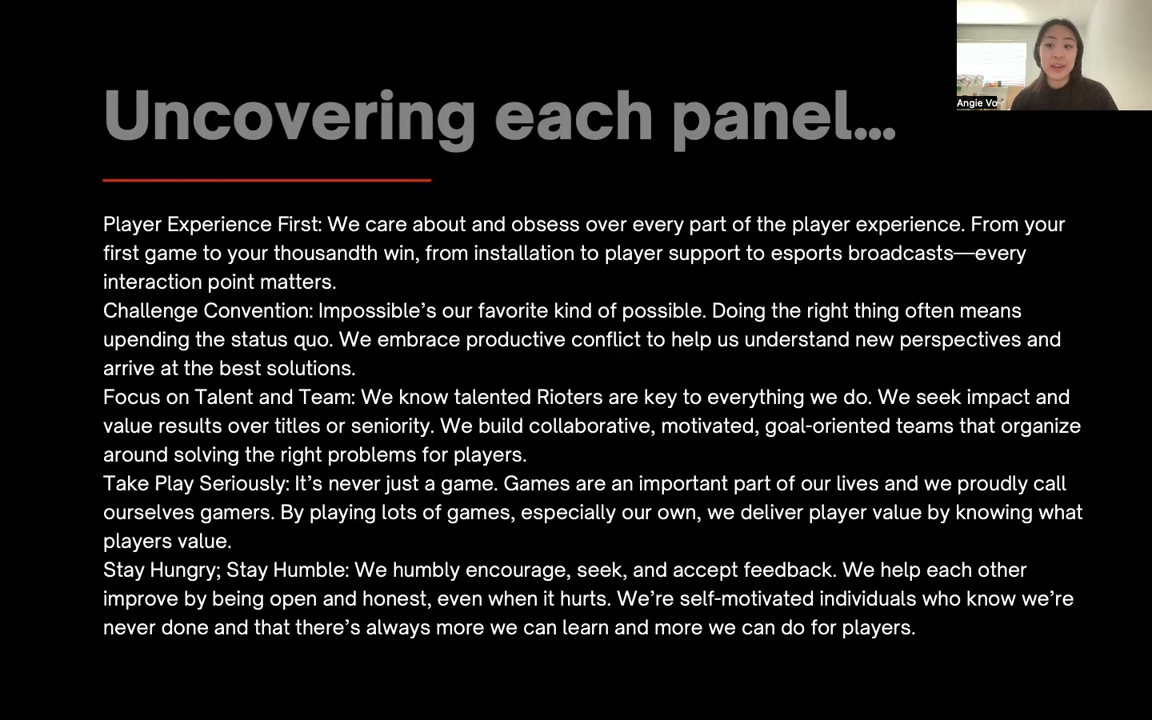 Uncovering each panel...
Angie Vo
Player Experience First: We care about and obsess over every part of the player experience. From your
first game to your thousandth win, from installation to player support to esports broadcasts—every
interaction point matters.
Challenge Convention: Impossible's our favorite kind of possible. Doing the right thing often means
upending the status quo. We embrace productive conflict to help us understand new perspectives and
arrive at the best solutions.
Focus on Talent and Team: We know talented Rioters are key to everything we do. We seek impact and
value results over titles or seniority. We build collaborative, motivated, goal-oriented teams that organize
around solving the right problems for players.
Take Play Seriously: It's never just a game. Games are an important part of our lives and we proudly call
ourselves gamers. By playing lots of games, especially our own, we deliver player value by knowing what
players value.
Stay Hungry; Stay Humble: We humbly encourage, seek, and accept feedback. We help each other
improve by being open and honest, even when it hurts. We're self-motivated individuals who know we're
never done and that there's always more we can learn and more we can do for players.